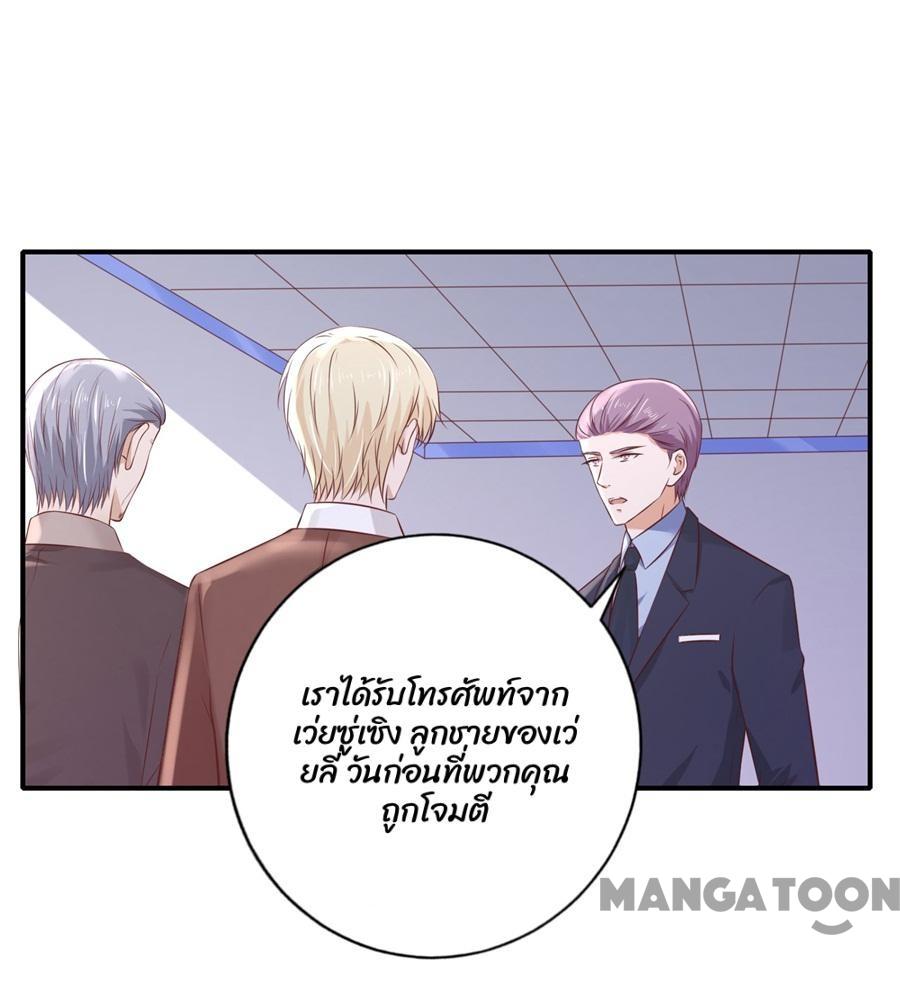 เราได้รับโทรศัพท์จาก
เว่ยซู่เซิง ลูกชายของเว่
ยลี่ วันก่อนที่พวกคุณ
ถูกโจมตี
MANGATOON